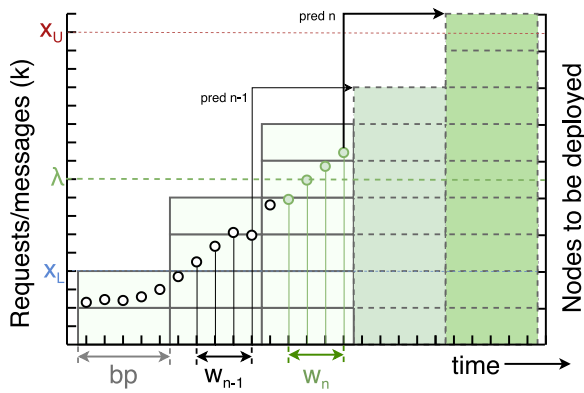 pred n
x_U
pred n-1
λ
x_L
Requests/messages (k)
Nodes to be deployed
bp
w_n-1
w_n
time